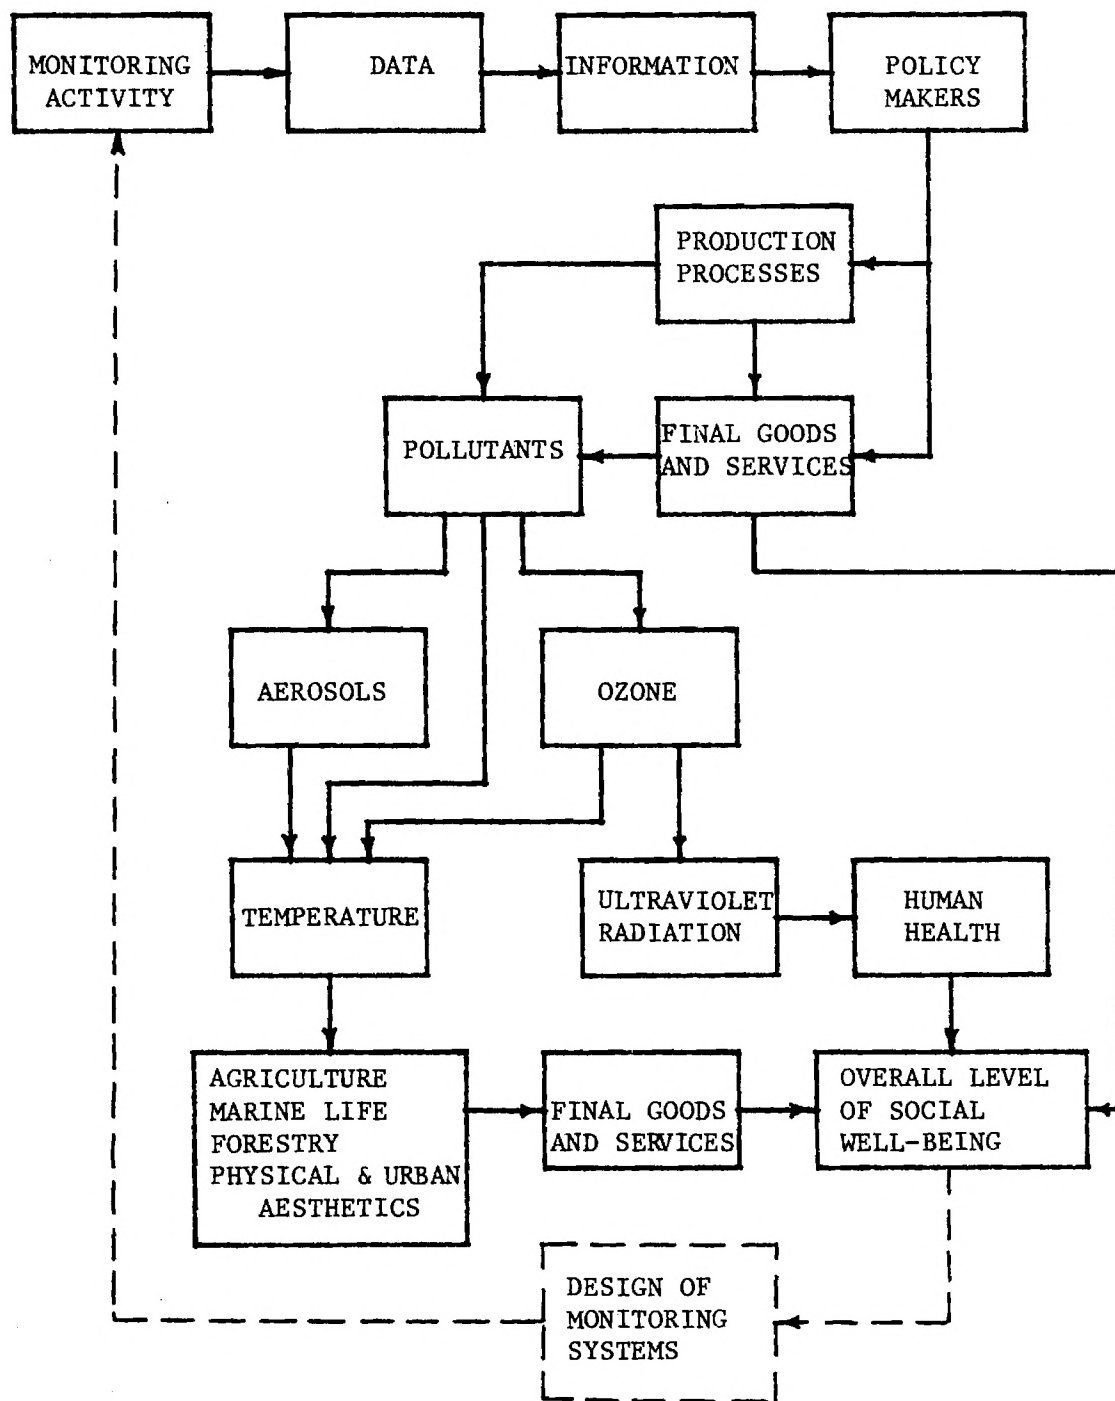 MONITORING
ACTIVITY
DATA
INFORMATION
POLICY
MAKERS
PRODUCTION
PROCESSES
POLLUTANTS
FINAL GOODS
AND SERVICES
AEROSOLS
OZONE
TEMPERATURE
ULTRAVIOLET
RADIATION
HUMAN
HEALTH
AGRICULTURE
MARINE LIFE
FORESTRY
PHYSICAL & URBAN
AESTHETICS
FINAL GOODS
AND SERVICES
OVERALL LEVEL
OF SOCIAL
WELL-BEING
DESIGN OF
MONITORING
SYSTEMS